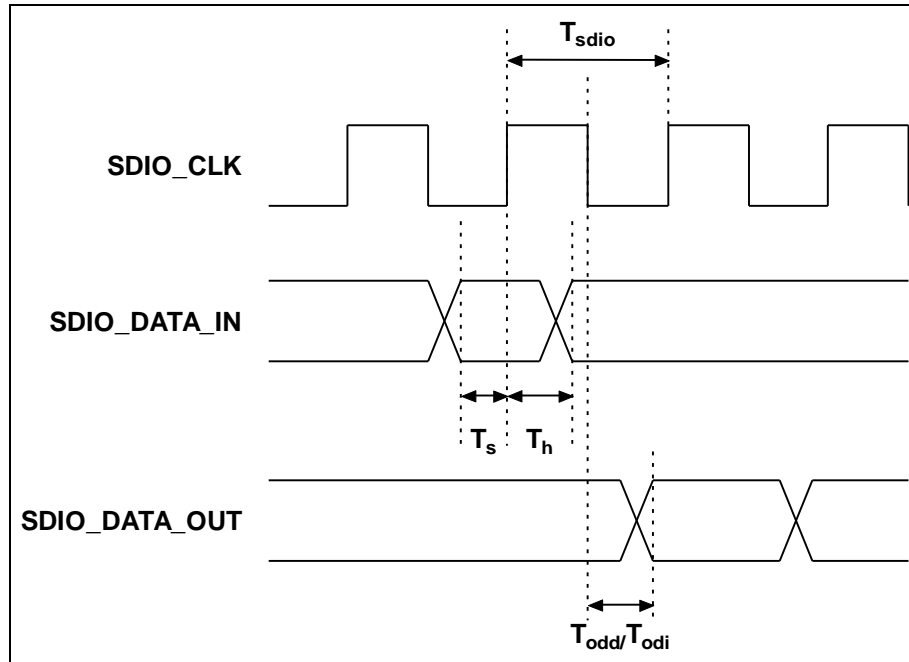 Tsdio
SDIO_CLK
SDIO_DATA_IN
Ts
Th
SDIO_DATA_OUT
Todd/Todi